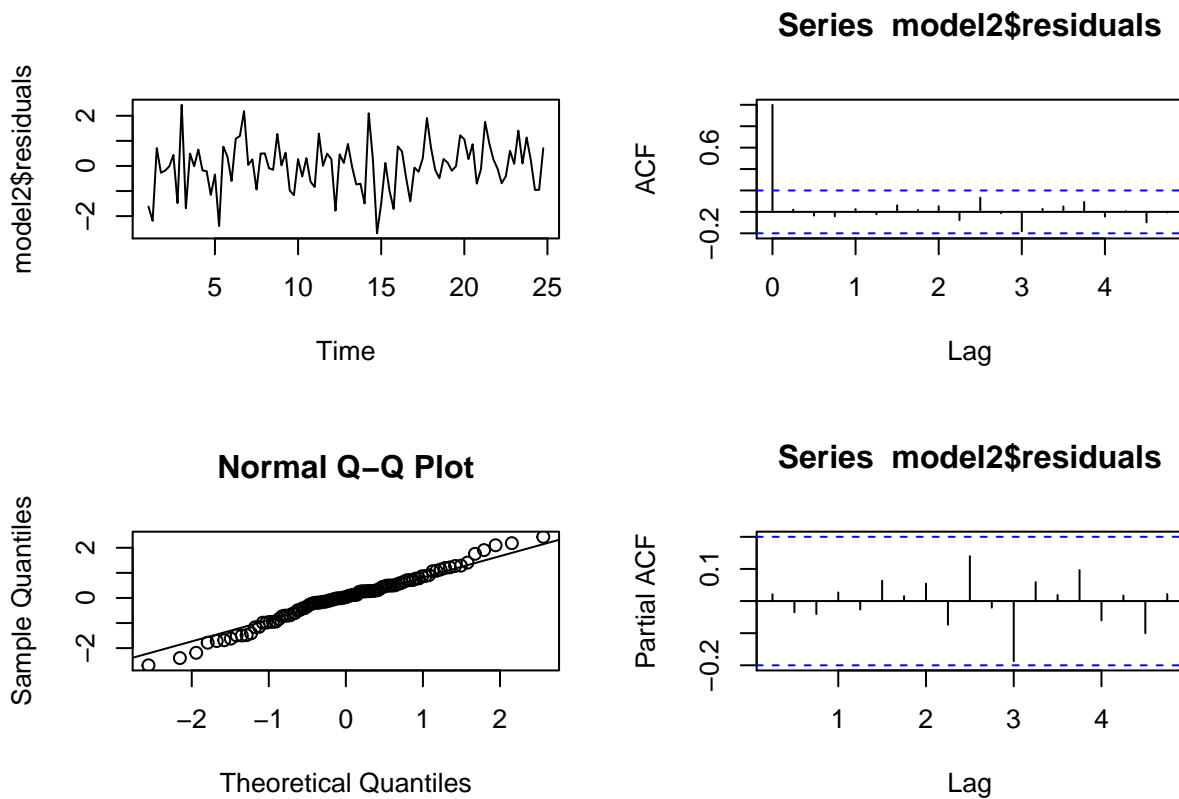 model2$residuals
2
0
−2
5 10 15 20 25
Time
Series model2$residuals
ACF
0.6
−0.2
0 1 2 3 4
Lag
Normal Q−Q Plot
Sample Quantiles
2
0
−2
−2 −1 0 1 2
Theoretical Quantiles
Series model2$residuals
Partial ACF
0.1
−0.2
1 2 3 4
Lag